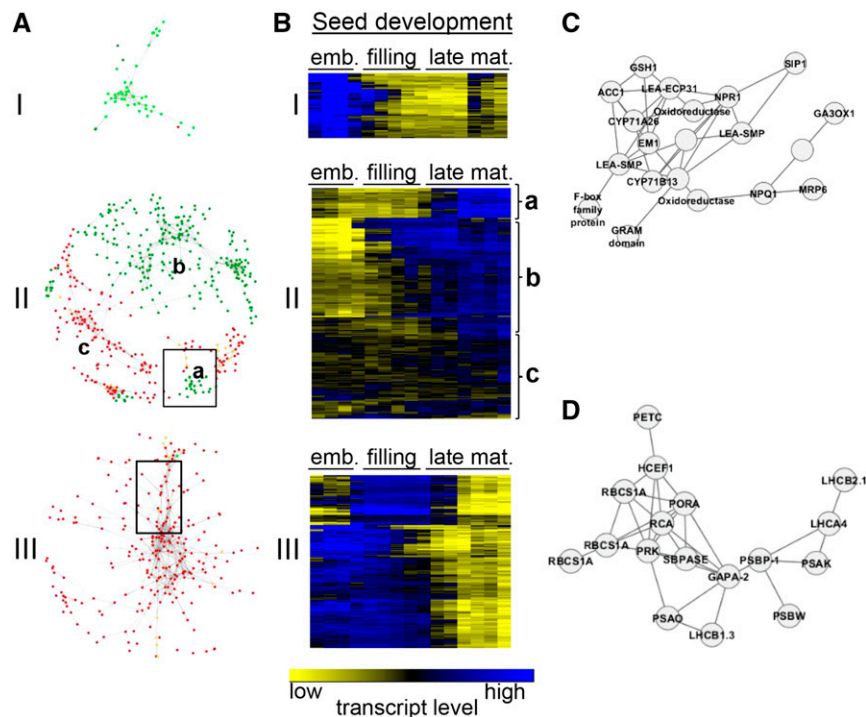 A
B
Seed development
emb. filling late mat.
I
I
emb. filling late mat.
II
b
c
a
II
a
b
c
emb. filling late mat.
III
III
low high
transcript level
C
SIP1
GSH1
ACC1
LEA-ECP31
NPR1
GA3OX1
Oxidoreductase
CYP71A26
LEA-SMP
EM1
LEA-SMP
CYP71B13
F-box
family
protein
Oxidoreductase
NPQ1
MRP6
GRAM
domain
D
PETC
HCEF1
LHCB2.1
RBCS1A
PORA
RCA
LHCA4
RBCS1A
PRK
SBPASE
PSBP-1
RBCS1A
GAPA-2
PSAK
PSAO
PSBW
LHCB1.3